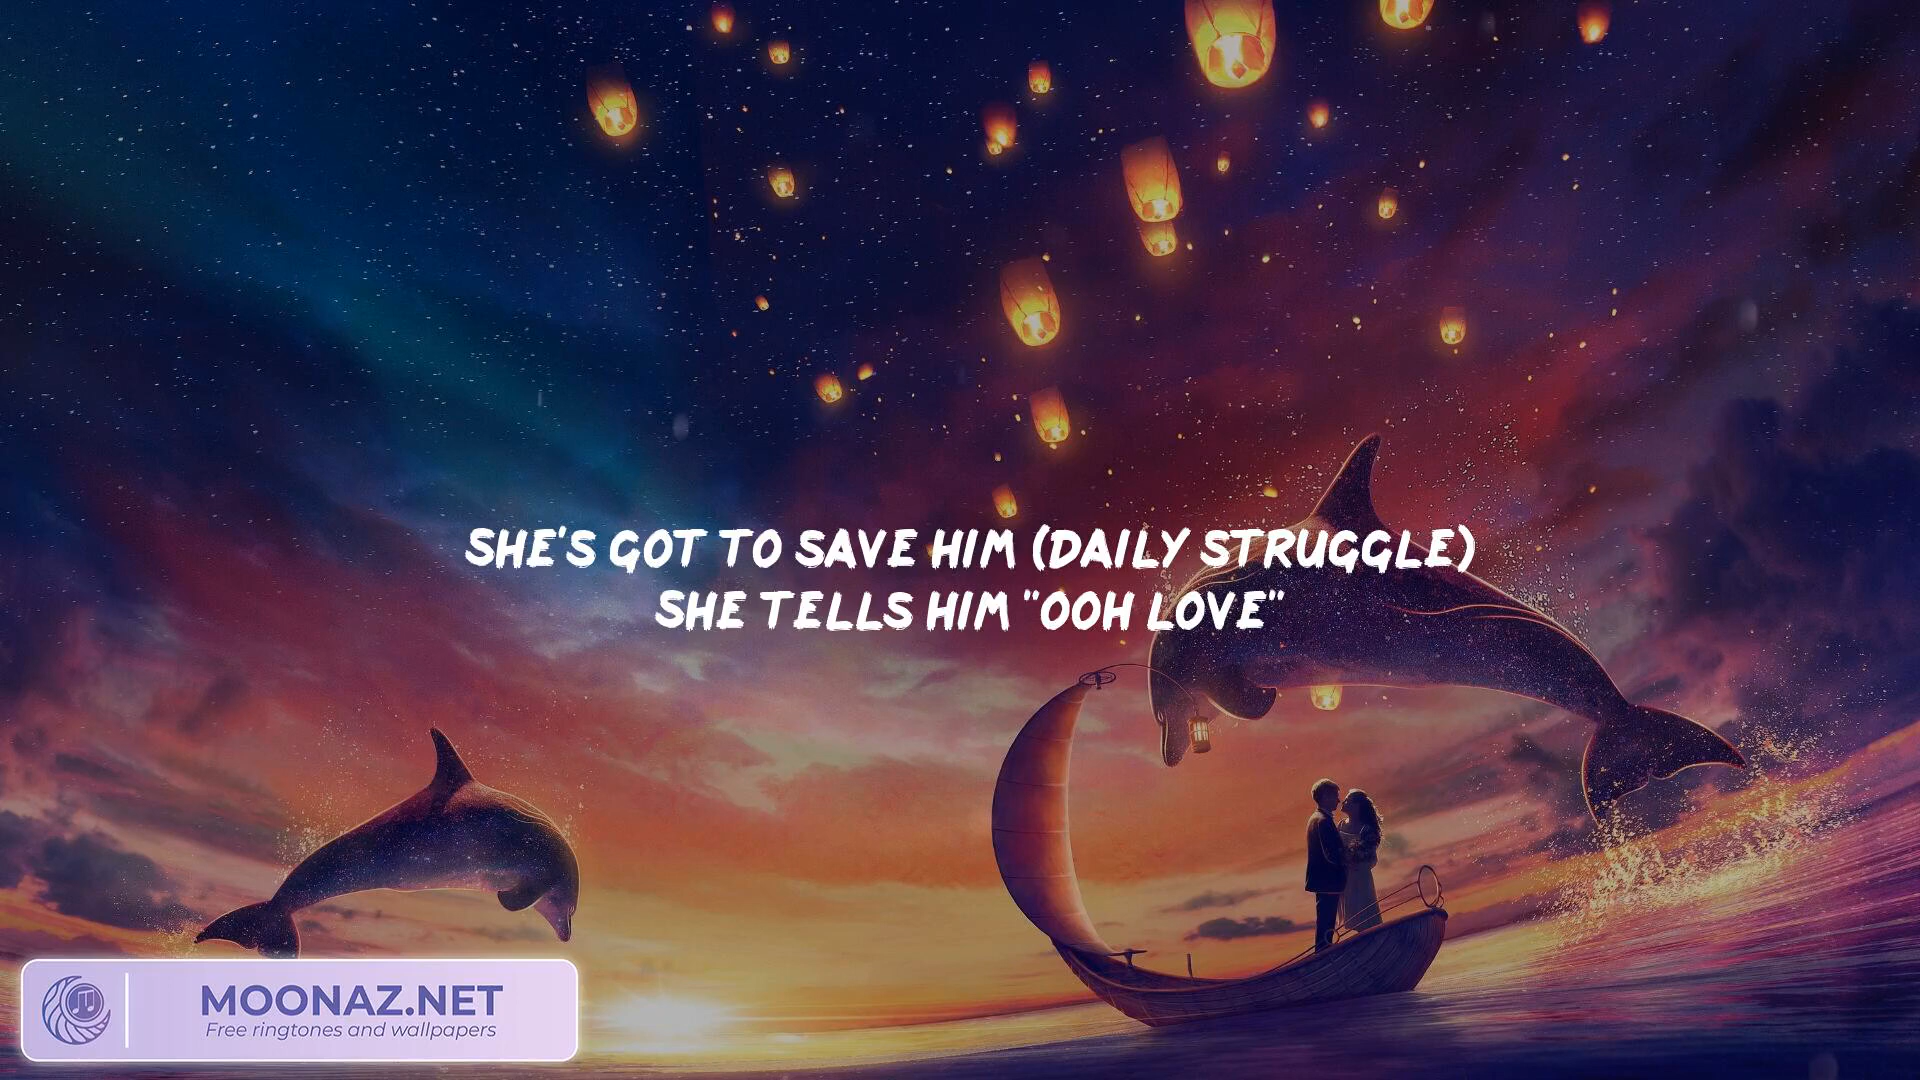 SHE'S GOT TO SAVE HIM (DAILY STRUGGLE)
SHE TELLS HIM "OOH LOVE"
MOONAZ.NET
Free ringtones and wallpapers